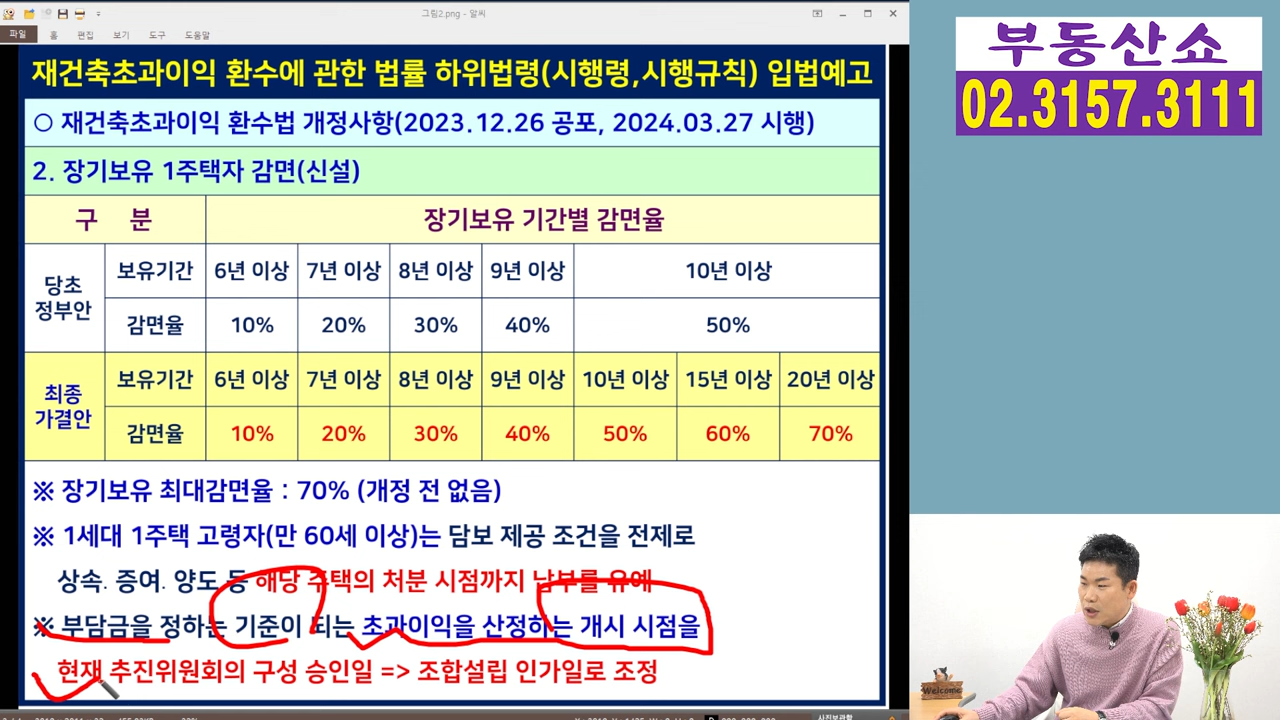 그림2.png - 알씨
파일 홈 편집 보기 도구 도움말
부동산쇼
02.3157.3111
재건축초과이익 환수에 관한 법률 하위법령(시행령,시행규칙) 입법예고
○ 재건축초과이익 환수법 개정사항(2023.12.26 공포, 2024.03.27 시행)
2. 장기보유 1주택자 감면(신설)
구 분 장기보유 기간별 감면율
당초 정부안
보유기간 6년 이상 7년 이상 8년 이상 9년 이상 10년 이상
감면율 10% 20% 30% 40% 50%
최종 가결안
보유기간 6년 이상 7년 이상 8년 이상 9년 이상 10년 이상 15년 이상 20년 이상
감면율 10% 20% 30% 40% 50% 60% 70%
※ 장기보유 최대감면율 : 70% (개정 전 없음)
※ 1세대 1주택 고령자(만 60세 이상)는 담보 제공 조건을 전제로
상속. 증여. 양도 등 해당 주택의 처분 시점까지 납부를 유예
※ 부담금을 정하는 기준이 되는 초과이익을 산정하는 개시 시점을
현재 추진위원회의 구성 승인일 => 조합설립 인가일로 조정
Welcome